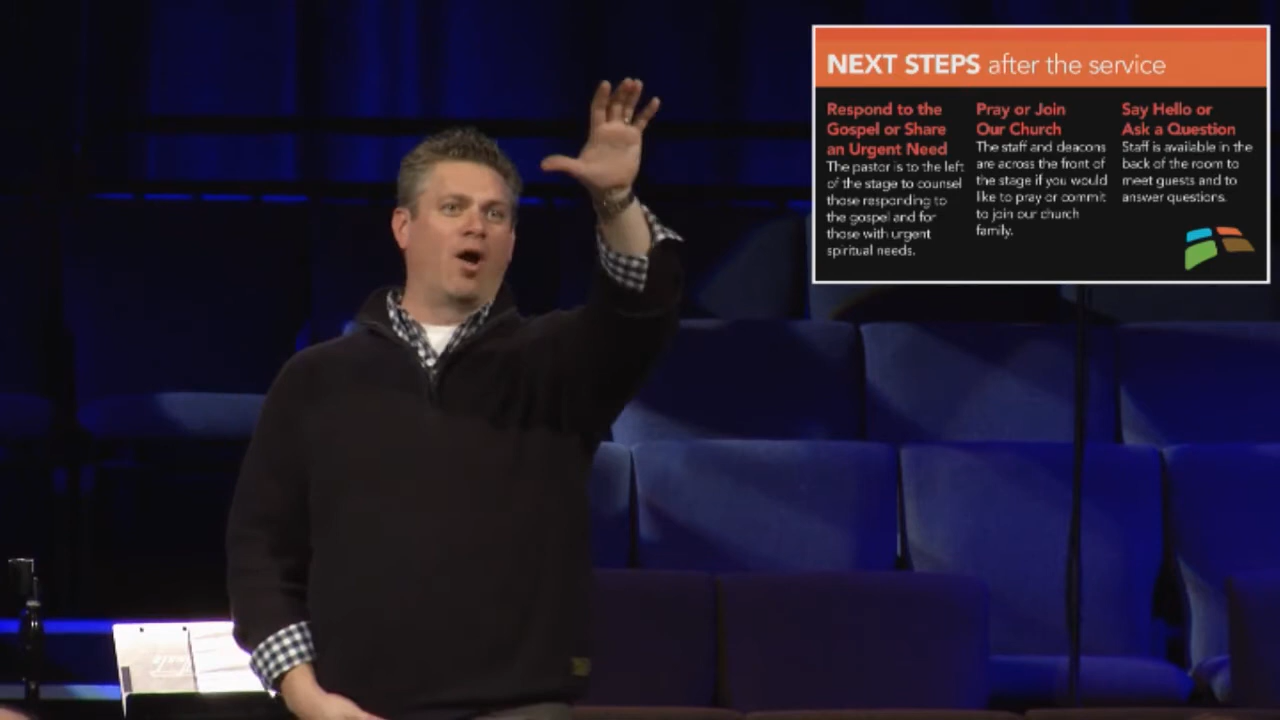 NEXT STEPS after the service
Respond to the
Gospel or Share
an Urgent Need
The pastor is to the left
of the stage to counsel
those responding to
the gospel and for
those with urgent
spiritual needs.
Pray or Join
Our Church
The staff and deacons
are across the front of
the stage if you would
like to pray or commit
to join our church
family.
Say Hello or
Ask a Question
Staff is available in the
back of the room to
meet guests and to
answer questions.